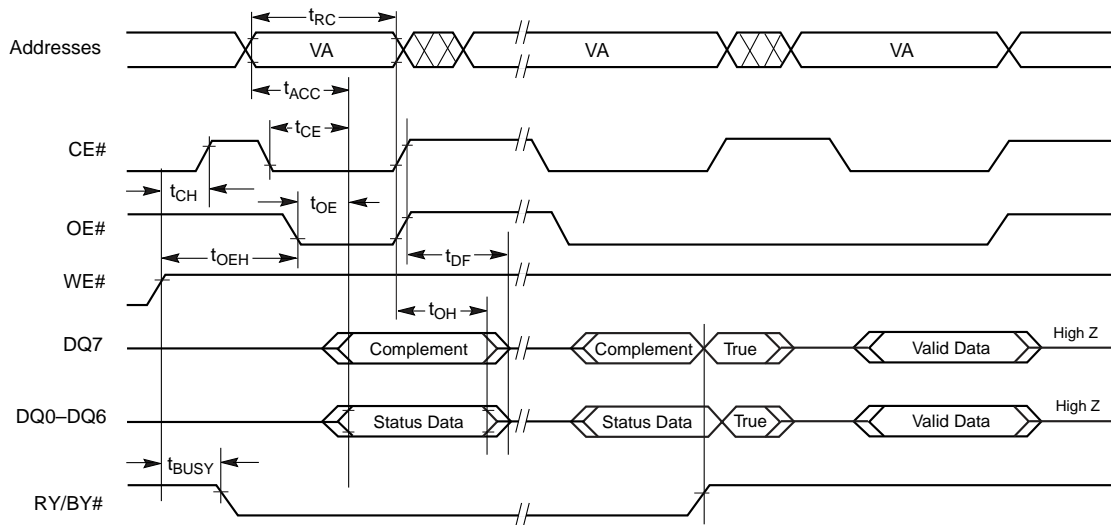 tRC
Addresses VA VA VA
tACC
tCE
CE#
tCH tOE
OE#
tOEH tDF
WE#
tOH
DQ7 Complement Complement True Valid Data High Z
DQ0–DQ6 Status Data Status Data True Valid Data High Z
tBUSY
RY/BY#